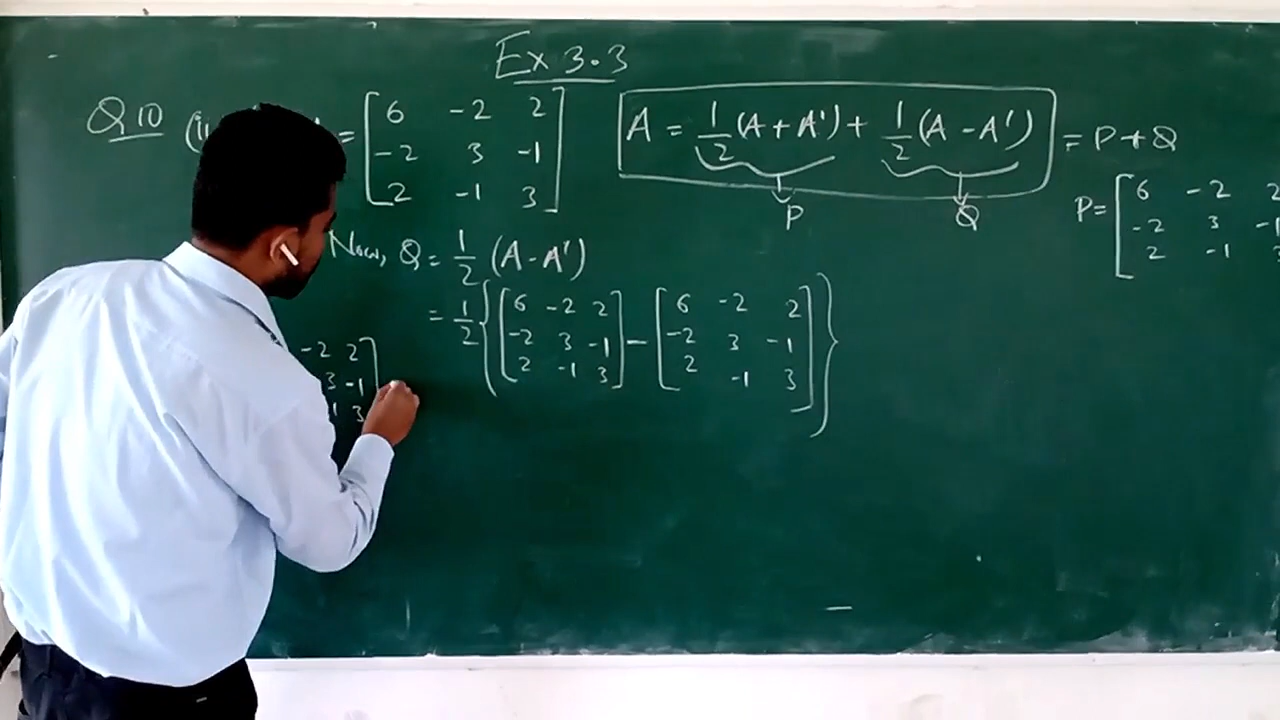 Ex 3.3
Q10 (ii) = [6 -2 2
-2 3 -1
2 -1 3]
A = 1/2 (A + A') + 1/2 (A - A') = P + Q
P Q
P = [6 -2 2
-2 3 -1
2 -1 3
Now, Q = 1/2 (A - A')
= 1/2 {[6 -2 2
-2 3 -1
2 -1 3] - [6 -2 2
-2 3 -1
2 -1 3]}
-2 2]
3 -1
1 3